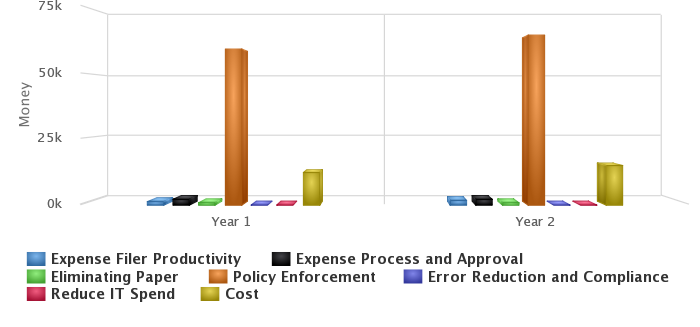 75k
50k
25k
0k
Money
Year 1 Year 2
Expense Filer Productivity Expense Process and Approval
Eliminating Paper Policy Enforcement Error Reduction and Compliance
Reduce IT Spend Cost